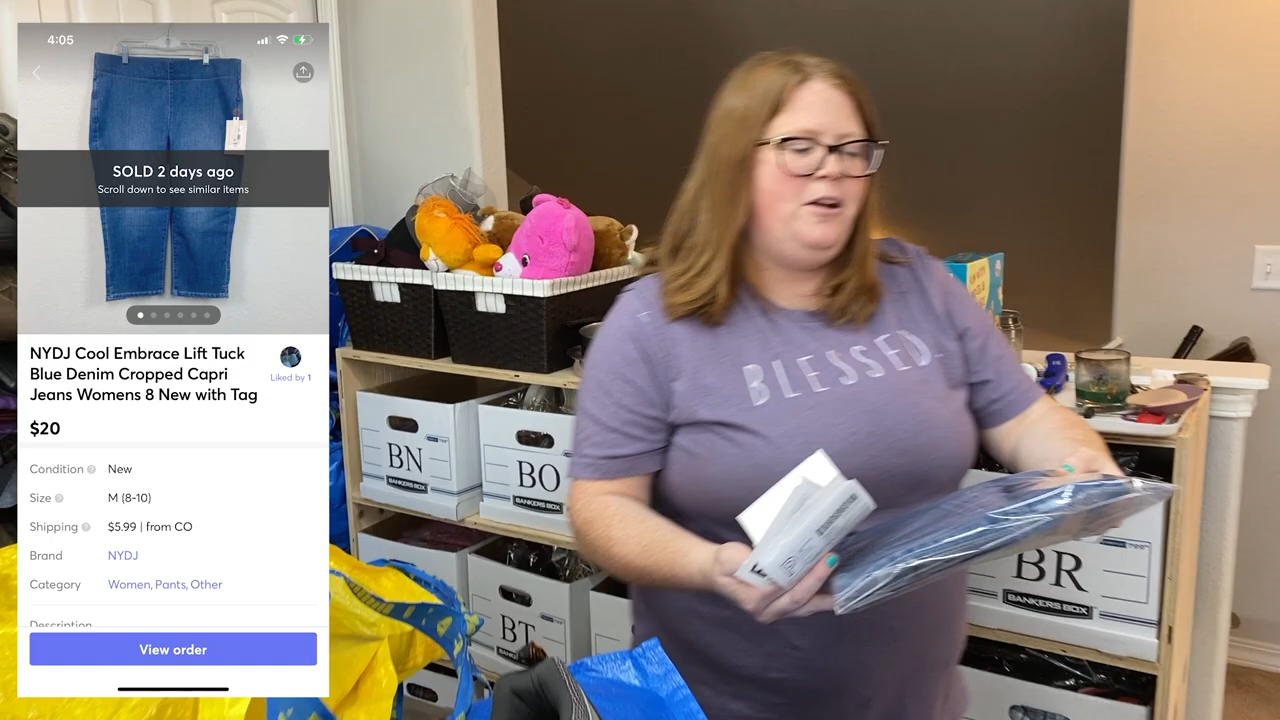 4:05
SOLD 2 days ago
Scroll down to see similar items
NYDJ Cool Embrace Lift Tuck
Blue Denim Cropped Capri
Jeans Womens 8 New with Tag
Liked by 1
$20
Condition
New
Size
M (8-10)
Shipping
$5.99 | from CO
Brand
NYDJ
Category
Women, Pants, Other
Description
View order
BLESSED
BN
BANKERS BOX
BO
BANKERS BOX
BT
BR
BANKERS BOX